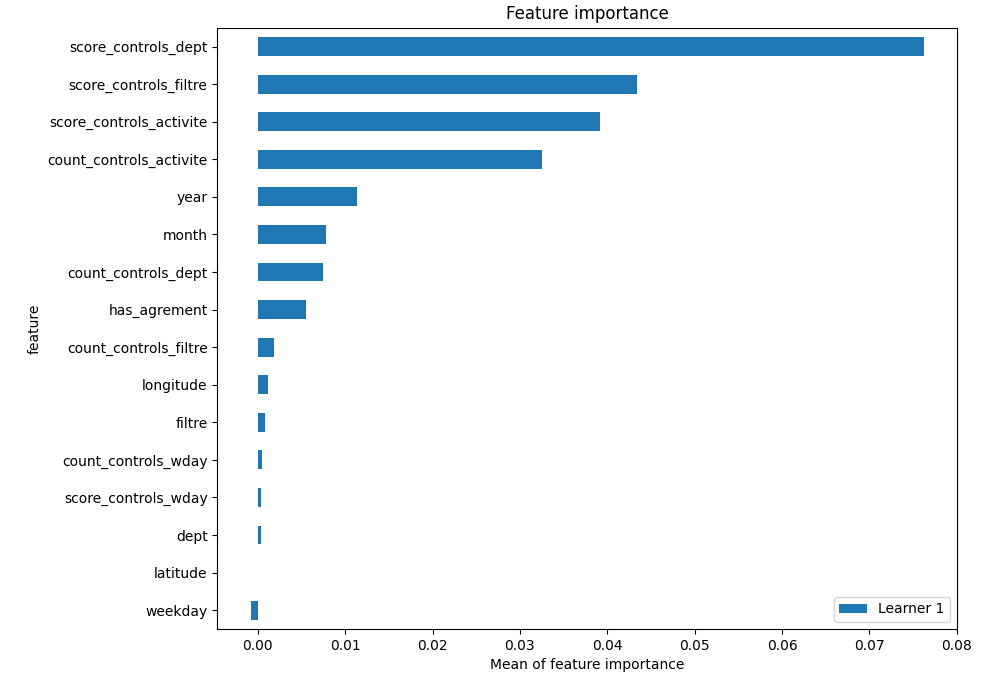 Feature importance
score_controls_dept
score_controls_filtre
score_controls_activite
count_controls_activite
year
month
count_controls_dept
has_agrement
count_controls_filtre
longitude
filtre
count_controls_wday
score_controls_wday
dept
latitude
weekday
feature
Learner 1
0.00 0.01 0.02 0.03 0.04 0.05 0.06 0.07 0.08
Mean of feature importance